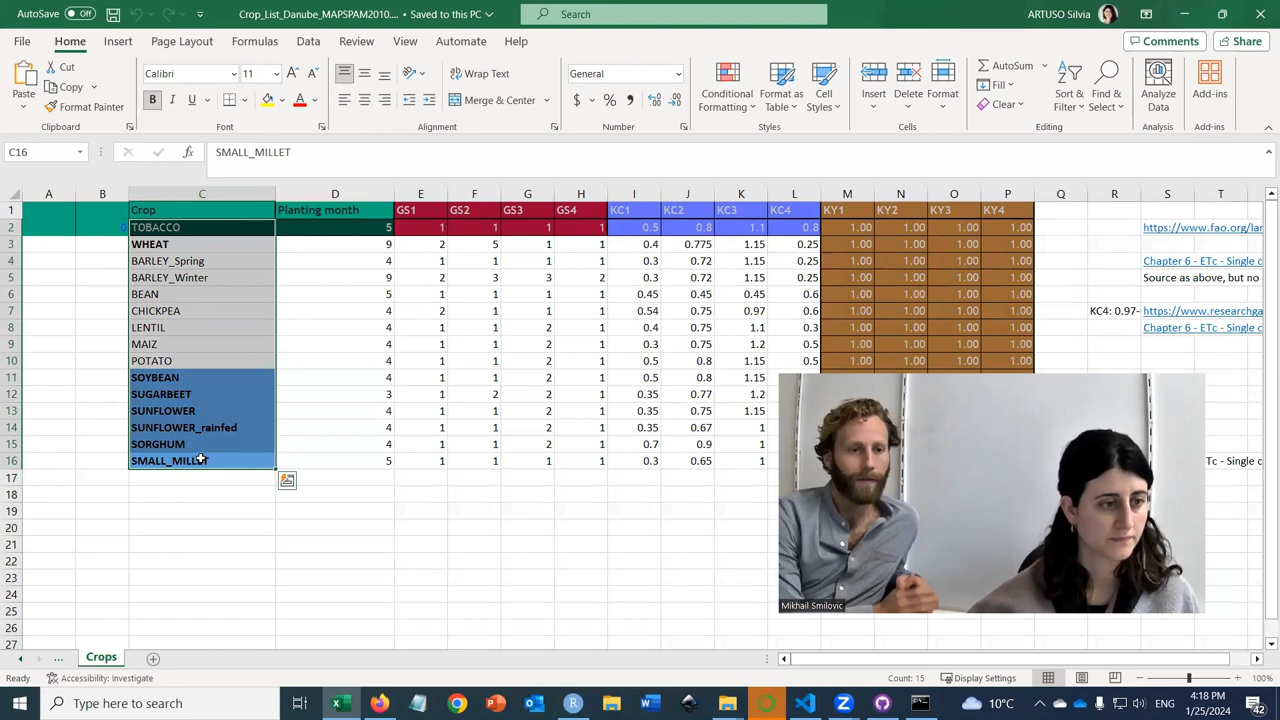 AutoSave Off Crop_List_Danube_MAPSPAM2010.... • Saved to this PC Search ARTUSO Silvia
File Home Insert Page Layout Formulas Data Review View Automate Help Comments Share
Paste Cut Copy Format Painter Clipboard
Calibri 11 B I U A Font
Wrap Text Merge & Center Alignment
General $ % Number
Conditional Formatting Format as Table Cell Styles Styles
Insert Delete Format Cells
AutoSum Fill Clear Sort & Filter Find & Select Editing
Analyze Data Analysis Add-ins Add-ins
C16 fx SMALL_MILLET
A B C D E F G H I J K L M N O P Q R S T
1 Crop Planting month GS1 GS2 GS3 GS4 KC1 KC2 KC3 KC4 KY1 KY2 KY3 KY4
2 0 TOBACCO 5 1 1 1 1 0.5 0.8 1.1 0.8 1.00 1.00 1.00 1.00 https://www.fao.org/lar
3 WHEAT 9 2 5 1 1 0.4 0.775 1.15 0.25 1.00 1.00 1.00 1.00
4 BARLEY_Spring 4 1 1 1 1 0.3 0.72 1.15 0.25 1.00 1.00 1.00 1.00 Chapter 6 - ETc - Single c
5 BARLEY_Winter 9 2 3 3 2 0.3 0.72 1.15 0.25 1.00 1.00 1.00 1.00 Source as above, but no
6 BEAN 5 1 1 1 1 0.45 0.45 0.45 0.6 1.00 1.00 1.00 1.00
7 CHICKPEA 4 2 1 1 1 0.54 0.75 0.97 0.6 1.00 1.00 1.00 1.00 KC4: 0.97- https://www.researchga
8 LENTIL 4 1 1 1 1 0.4 0.75 1.1 0.3 1.00 1.00 1.00 1.00 Chapter 6 - ETc - Single c
9 MAIZ 4 1 1 2 1 0.3 0.75 1.2 0.5 1.00 1.00 1.00 1.00
10 POTATO 4 1 1 2 1 0.5 0.8 1.15 0.5 1.00 1.00 1.00 1.00
11 SOYBEAN 4 1 1 2 1 0.5 0.8 1.15
12 SUGARBEET 3 1 2 2 1 0.35 0.77 1.2
13 SUNFLOWER 4 1 1 2 1 0.35 0.75 1.15
14 SUNFLOWER_rainfed 4 1 1 2 1 0.35 0.67 1
15 SORGHUM 4 1 1 2 1 0.7 0.9 1
16 SMALL_MILLET 5 1 1 1 1 0.3 0.65 1 Tc - Single c
17
18
19
20
21
22
23
24
25
26
27
Mikhail Smilovic
... Crops
Ready Accessibility: Investigate Count: 15 Display Settings 100%
Type here to search 10°C ENG 4:18 PM
1/25/2024 42